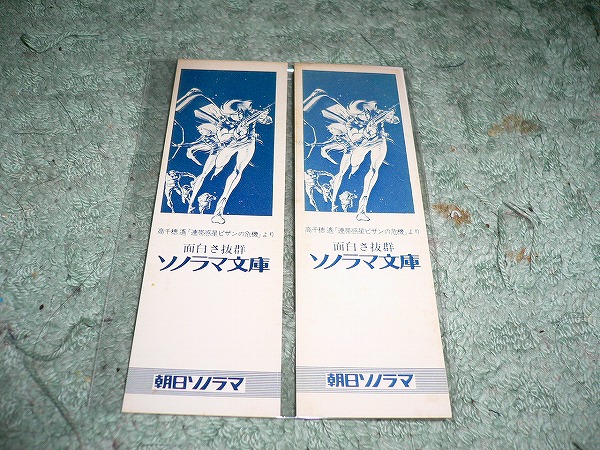 高千穂遙「連帯惑星ピザンの危機」より
面白さ抜群
ソノラマ文庫
朝日ソノラマ
高千穂遙「連帯惑星ピザンの危機」より
面白さ抜群
ソノラマ文庫
朝日ソノラマ